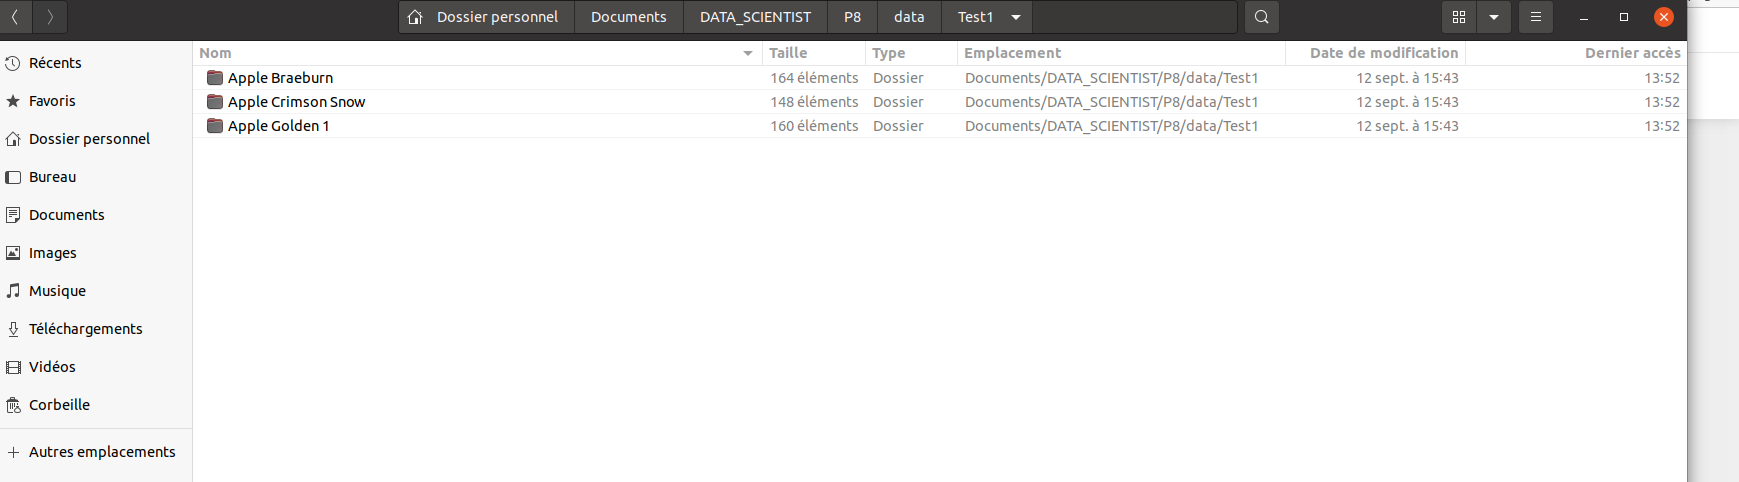 Dossier personnel Documents DATA_SCIENTIST P8 data Test1
Nom Taille Type Emplacement Date de modification Dernier accès
Récents
Favoris
Dossier personnel
Bureau
Documents
Images
Musique
Téléchargements
Vidéos
Corbeille
Autres emplacements
Apple Braeburn 164 éléments Dossier Documents/DATA_SCIENTIST/P8/data/Test1 12 sept. à 15:43 13:52
Apple Crimson Snow 148 éléments Dossier Documents/DATA_SCIENTIST/P8/data/Test1 12 sept. à 15:43 13:52
Apple Golden 1 160 éléments Dossier Documents/DATA_SCIENTIST/P8/data/Test1 12 sept. à 15:43 13:52